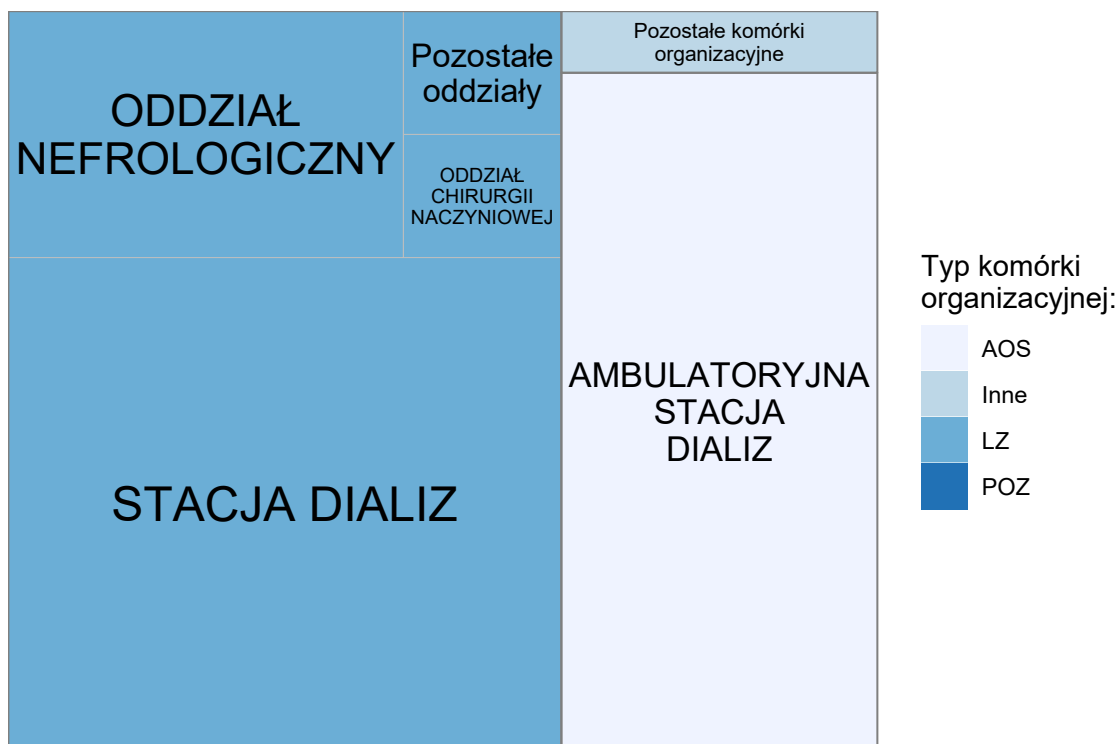 ODDZIAŁ
NEFROLOGICZNY
Pozostałe
oddziały
ODDZIAŁ
CHIRURGII
NACZYNIOWEJ
STACJA DIALIZ
Pozostałe komórki
organizacyjne
AMBULATORYJNA
STACJA
DIALIZ
Typ komórki
organizacyjnej:
AOS
Inne
LZ
POZ